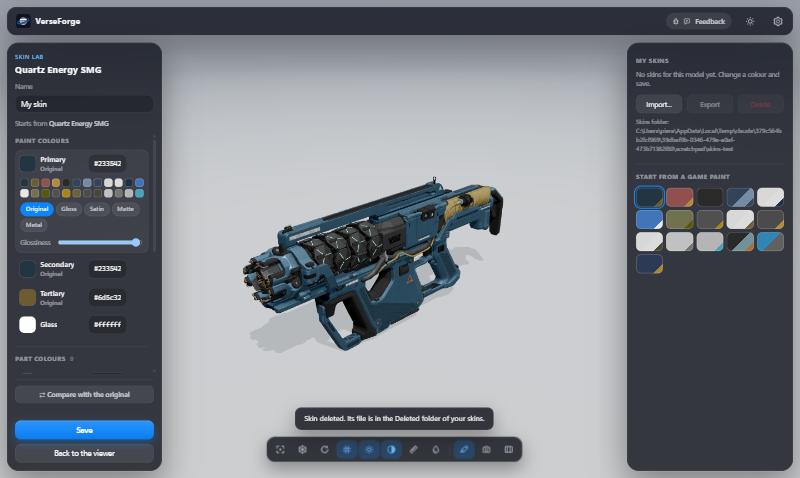 VerseForge
Feedback
SKIN LAB
Quartz Energy SMG
Name
My skin
Starts from Quartz Energy SMG
PAINT COLOURS
Primary
Original
#233542
Original
Gloss
Satin
Matte
Metal
Glossiness
Secondary
Original
#233542
Tertiary
Original
#6d5c32
Glass
#ffffff
PART COLOURS 0
Compare with the original
Save
Back to the viewer
Skin deleted. Its file is in the Deleted folder of your skins.
MY SKINS
No skins for this model yet. Change a colour and
save.
Import...
Export
Delete
Skins folder:
START FROM A GAME PAINT